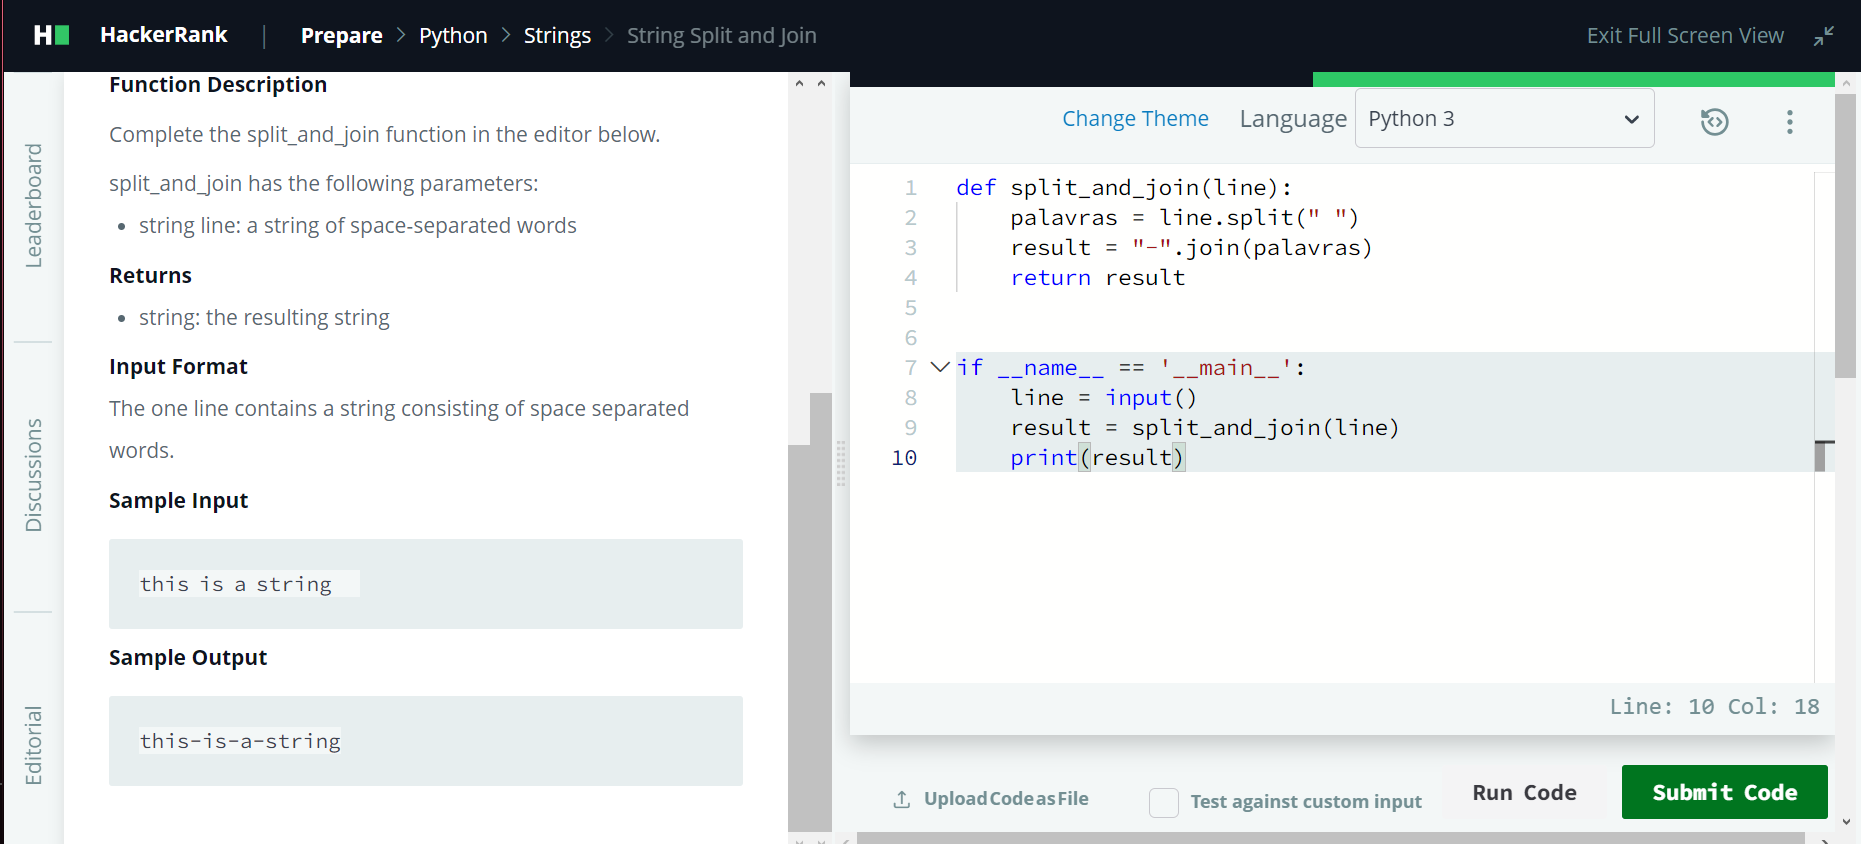 HackerRank | Prepare > Python > Strings > String Split and Join
Exit Full Screen View
Leaderboard
Discussions
Editorial
Function Description
Complete the split_and_join function in the editor below.
split_and_join has the following parameters:
• string line: a string of space-separated words
Returns
• string: the resulting string
Input Format
The one line contains a string consisting of space separated
words.
Sample Input
this is a string
Sample Output
this-is-a-string
Change Theme Language Python 3
1 def split_and_join(line):
2     palavras = line.split(" ")
3     result = "-".join(palavras)
4     return result
5
6
7 if __name__ == '__main__':
8     line = input()
9     result = split_and_join(line)
10     print(result)
Line: 10 Col: 18
Upload Code as File
Test against custom input
Run Code
Submit Code